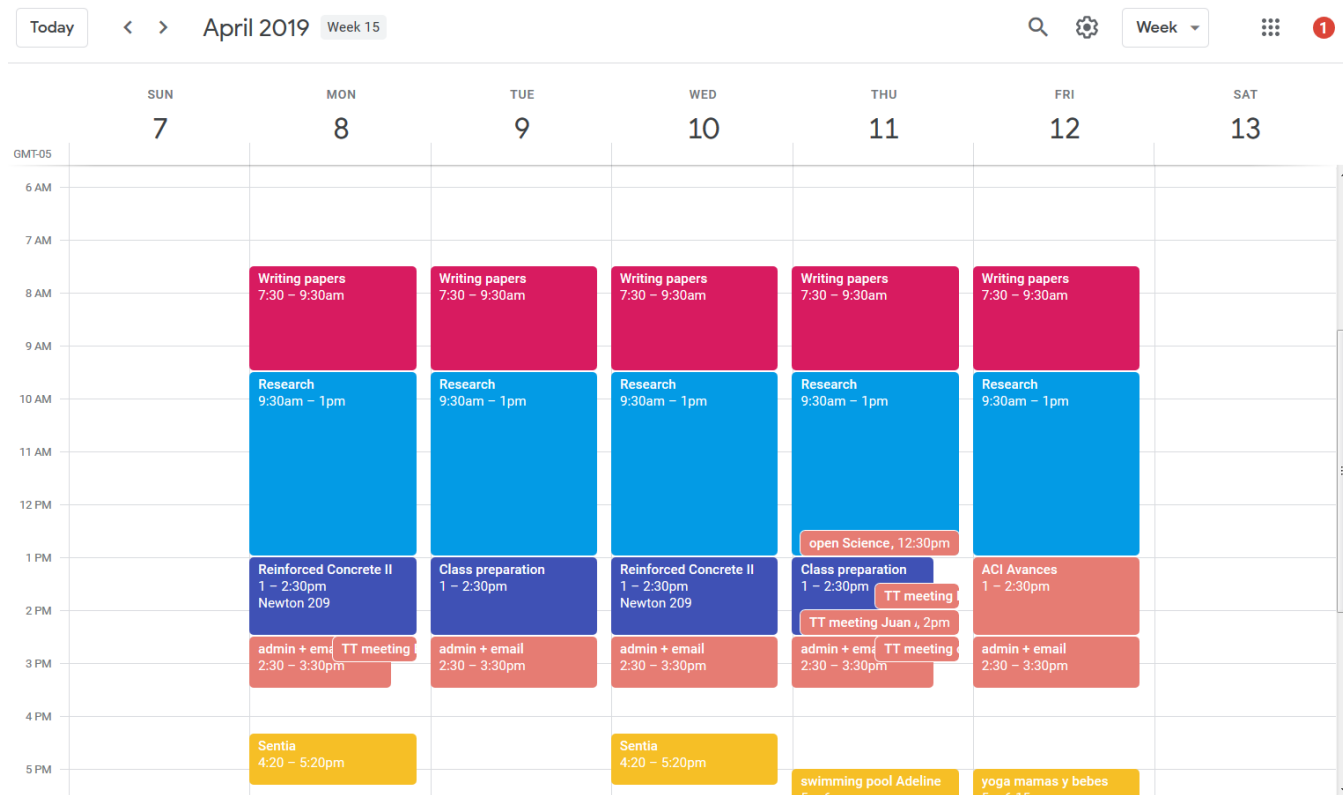 Today
April 2019
Week 15
Week
1
SUN
7
MON
8
TUE
9
WED
10
THU
11
FRI
12
SAT
13
GMT-05
6 AM
7 AM
8 AM
9 AM
10 AM
11 AM
12 PM
1 PM
2 PM
3 PM
4 PM
5 PM
Writing papers
7:30 – 9:30am
Research
9:30am – 1pm
Reinforced Concrete II
1 – 2:30pm
Newton 209
admin + ema
2:30 – 3:30pm
TT meeting
Sentia
4:20 – 5:20pm
Writing papers
7:30 – 9:30am
Research
9:30am – 1pm
Class preparation
1 – 2:30pm
admin + email
2:30 – 3:30pm
Writing papers
7:30 – 9:30am
Research
9:30am – 1pm
Reinforced Concrete II
1 – 2:30pm
Newton 209
admin + email
2:30 – 3:30pm
Sentia
4:20 – 5:20pm
Writing papers
7:30 – 9:30am
Research
9:30am – 1pm
open Science, 12:30pm
Class preparation
1 – 2:30pm
TT meeting
TT meeting Juan , 2pm
admin + ema
2:30 – 3:30pm
TT meeting
swimming pool Adeline
Writing papers
7:30 – 9:30am
Research
9:30am – 1pm
ACI Avances
1 – 2:30pm
admin + email
2:30 – 3:30pm
yoga mamas y bebes